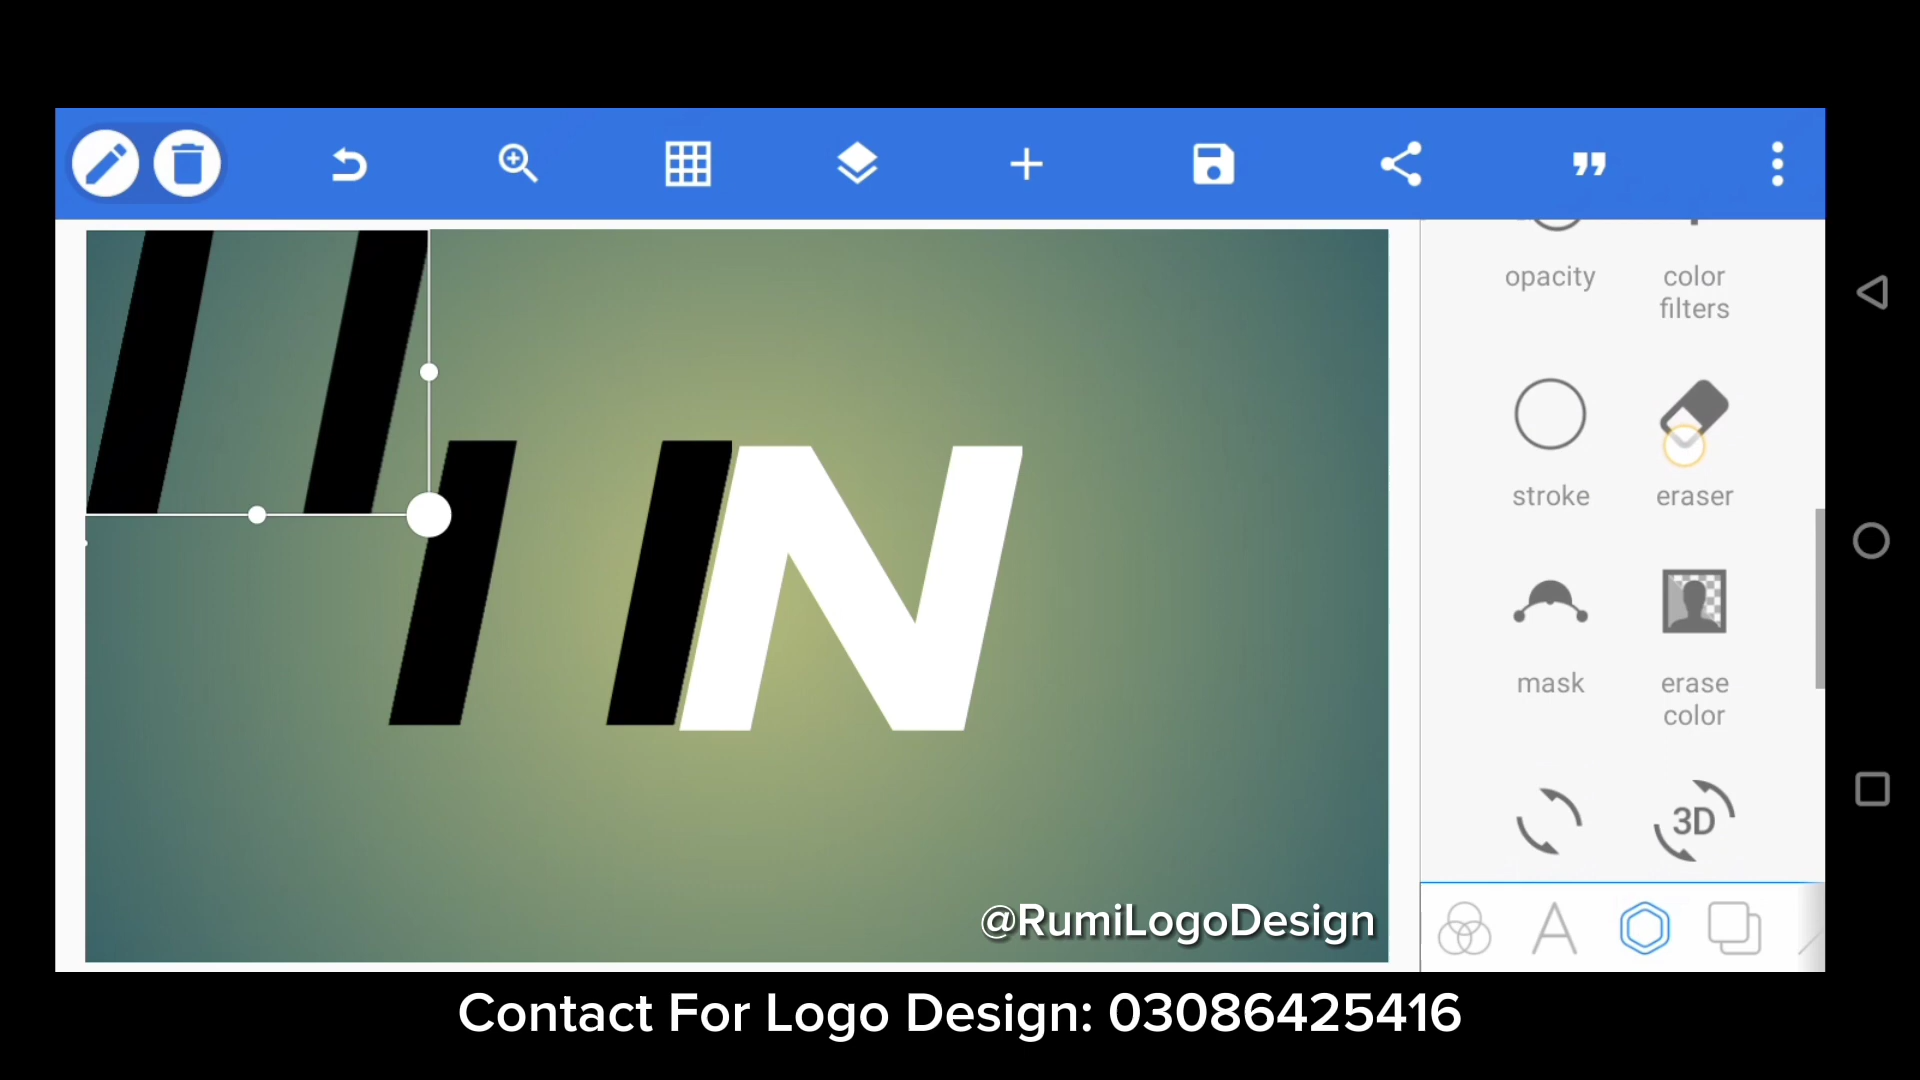 opacity
color
filters
stroke
eraser
N
mask
erase
color
3D
@RumiLogoDesign
Contact For Logo Design: 03086425416